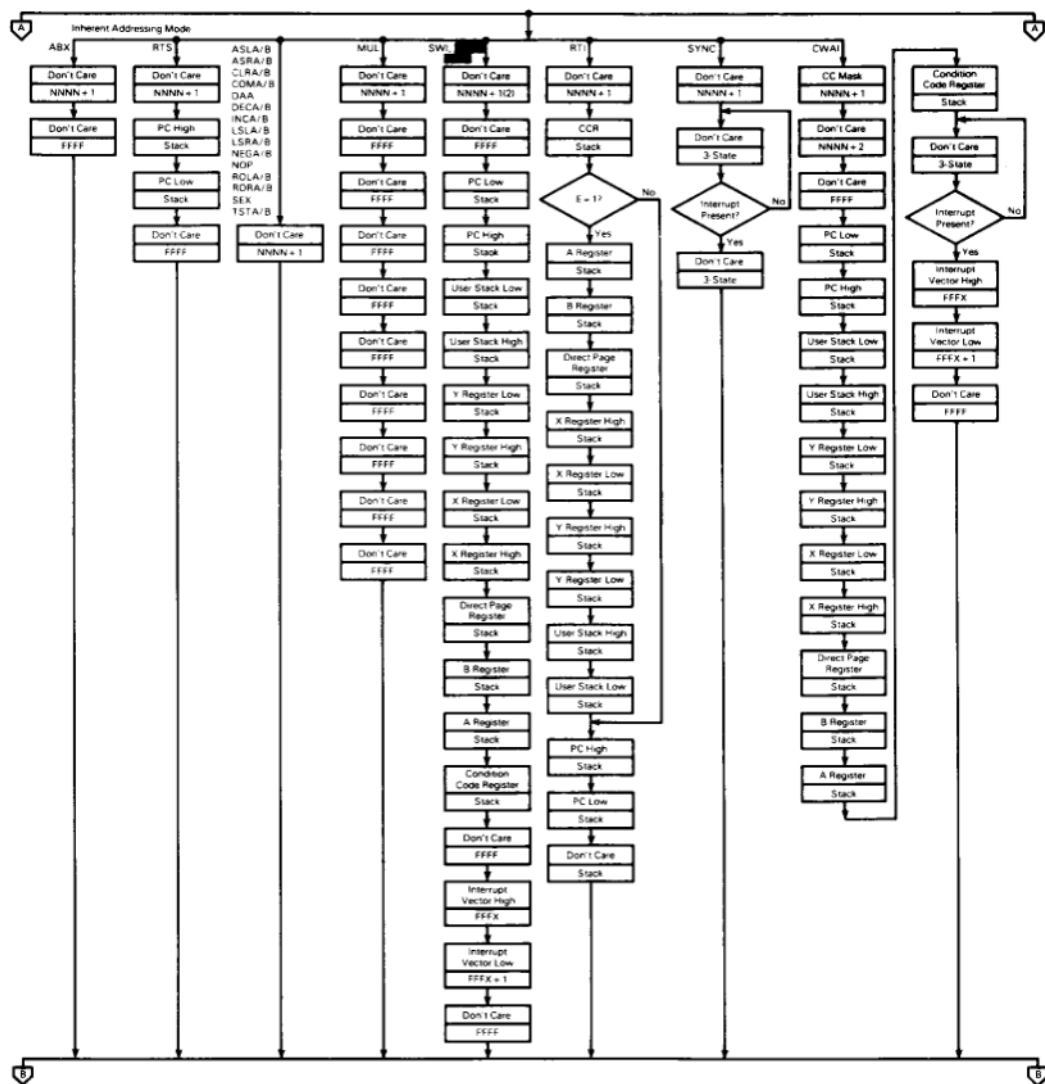 A
A
Inherent Addressing Mode
ABX
Don't Care
NNNN + 1
Don't Care
FFFF
RTS
Don't Care
NNNN + 1
PC High
Stack
PC Low
Stack
Don't Care
FFFF
ASLA/B
ASRA/B
CLRA/B
COMA/B
DAA
DECA/B
INCA/B
LSLA/B
LSRA/B
NEGA/B
NOP
ROLA/B
RORA/B
SEX
TSTA/B
Don't Care
NNNN + 1
MUL
Don't Care
NNNN + 1
Don't Care
FFFF
Don't Care
FFFF
Don't Care
FFFF
Don't Care
FFFF
Don't Care
FFFF
Don't Care
FFFF
Don't Care
FFFF
Don't Care
FFFF
Don't Care
FFFF
SWI
Don't Care
NNNN + 1(2)
Don't Care
FFFF
PC Low
Stack
PC High
Stack
User Stack Low
Stack
User Stack High
Stack
Y Register Low
Stack
Y Register High
Stack
X Register Low
Stack
X Register High
Stack
Direct Page
Register
Stack
B Register
Stack
A Register
Stack
Condition
Code Register
Stack
Don't Care
FFFF
Interrupt
Vector High
FFFX
Interrupt
Vector Low
FFFX + 1
Don't Care
FFFF
RTI
Don't Care
NNNN + 1
CCR
Stack
E = 1?
No
Yes
A Register
Stack
B Register
Stack
Direct Page
Register
Stack
X Register High
Stack
X Register Low
Stack
Y Register High
Stack
Y Register Low
Stack
User Stack High
Stack
User Stack Low
Stack
PC High
Stack
PC Low
Stack
Don't Care
Stack
SYNC
Don't Care
NNNN + 1
Don't Care
3-State
Interrupt
Present?
No
Yes
Don't Care
3-State
CWAI
CC Mask
NNNN + 1
Don't Care
NNNN + 2
Don't Care
FFFF
PC Low
Stack
PC High
Stack
User Stack Low
Stack
User Stack High
Stack
Y Register Low
Stack
Y Register High
Stack
X Register Low
Stack
X Register High
Stack
Direct Page
Register
Stack
B Register
Stack
A Register
Stack
Condition
Code Register
Stack
Don't Care
3-State
Interrupt
Present?
No
Yes
Interrupt
Vector High
FFFX
Interrupt
Vector Low
FFFX + 1
Don't Care
FFFF
B
B